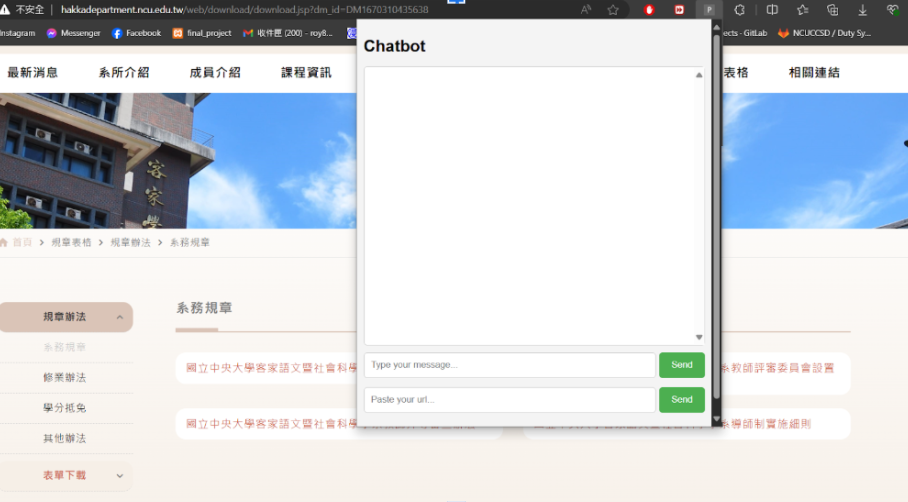 不安全 | hakkadepartment.ncu.edu.tw/web/download/download.jsp?dm_id=DM1670310435638
nstagram Messenger Facebook final_project 收件匣 (200) – roy8... ects · GitLab NCUCCSD / Duty Sy...
Chatbot
最新消息 系所介紹 成員介紹 課程資訊 表格 相關連結
客家學
首頁 > 規章表格 > 規章辦法 > 系務規章
系務規章
規章辦法
系務規章
修業辦法
學分抵免
其他辦法
表單下載
國立中央大學客家語文暨社會科學 系教師評審委員會設置
國立中央大學客家語文暨社會科學 系導師制實施細則
Type your message... Send
Paste your url... Send